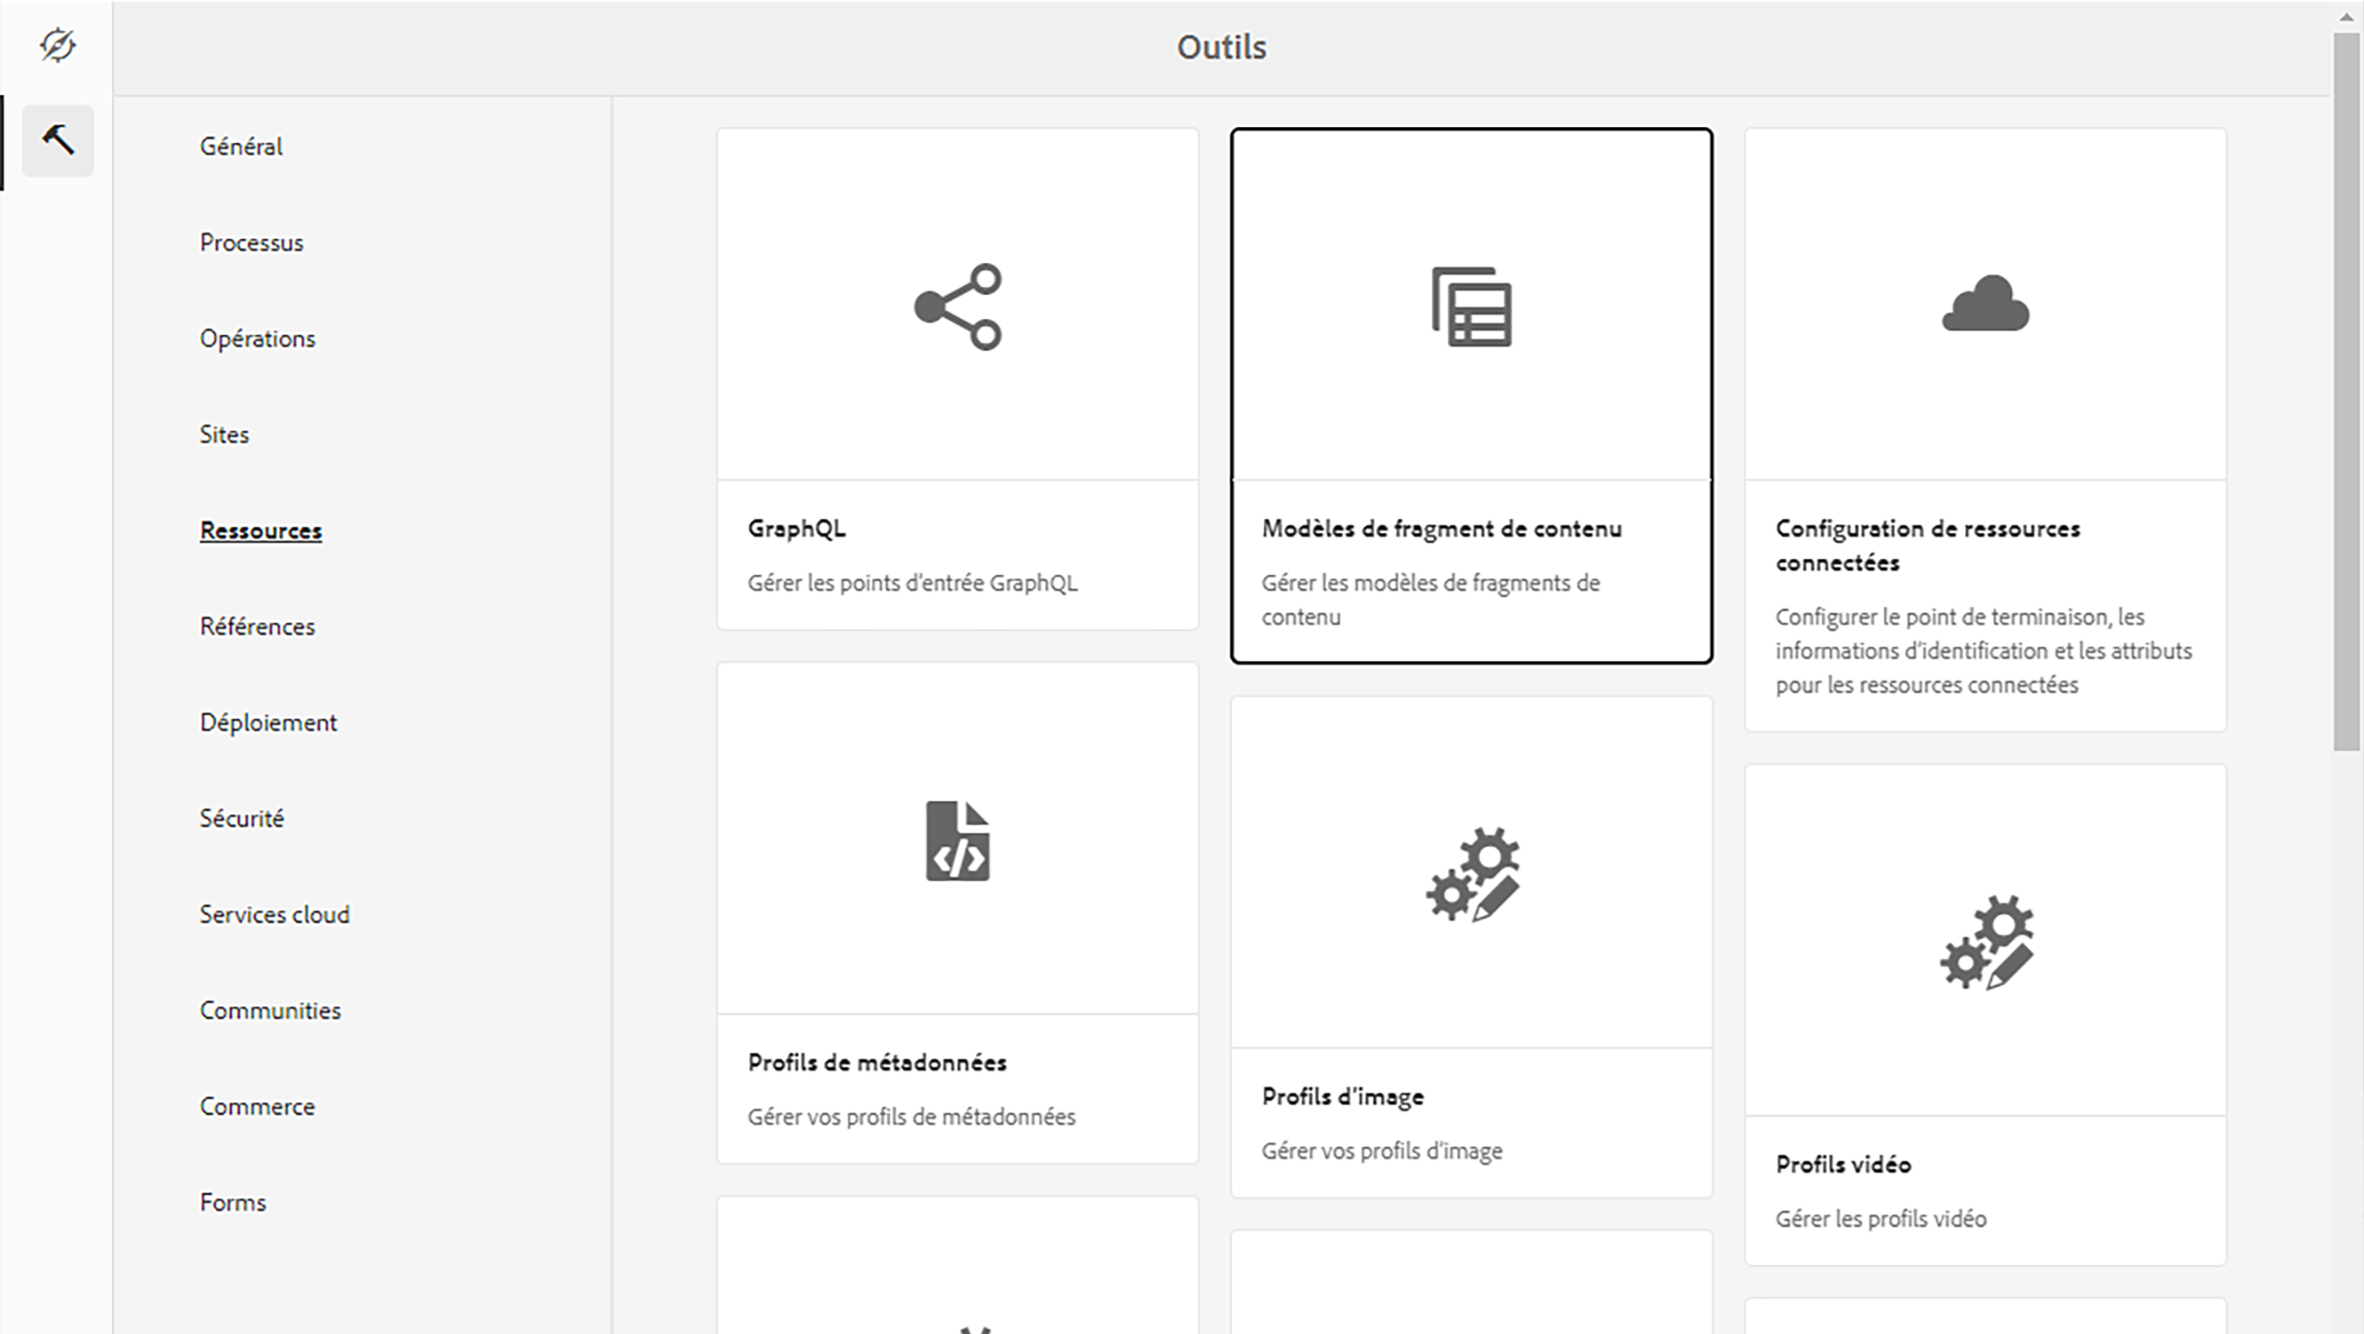 Outils
Général
Processus
Opérations
Sites
Ressources
Références
Déploiement
Sécurité
Services cloud
Communities
Commerce
Forms
GraphQL
Gérer les points d'entrée GraphQL
Modèles de fragment de contenu
Gérer les modèles de fragments de
contenu
Configuration de ressources
connectées
Configurer le point de terminaison, les
informations d'identification et les attributs
pour les ressources connectées
Profils de métadonnées
Gérer vos profils de métadonnées
Profils d'image
Gérer vos profils d'image
Profils vidéo
Gérer les profils vidéo